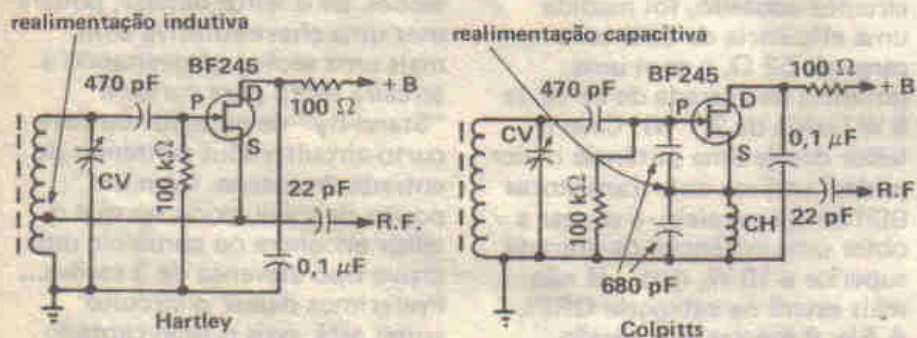 realimentação indutiva
470 pF
BF245
P
D
S
100 Ω
+ B
CV
100 kΩ
22 pF
R.F.
0,1 μF
Hartley
realimentação capacitiva
470 pF
BF245
P
D
S
100 Ω
+ B
CV
0,1 μF
100 kΩ
R.F.
CH
22 pF
680 pF
Colpitts